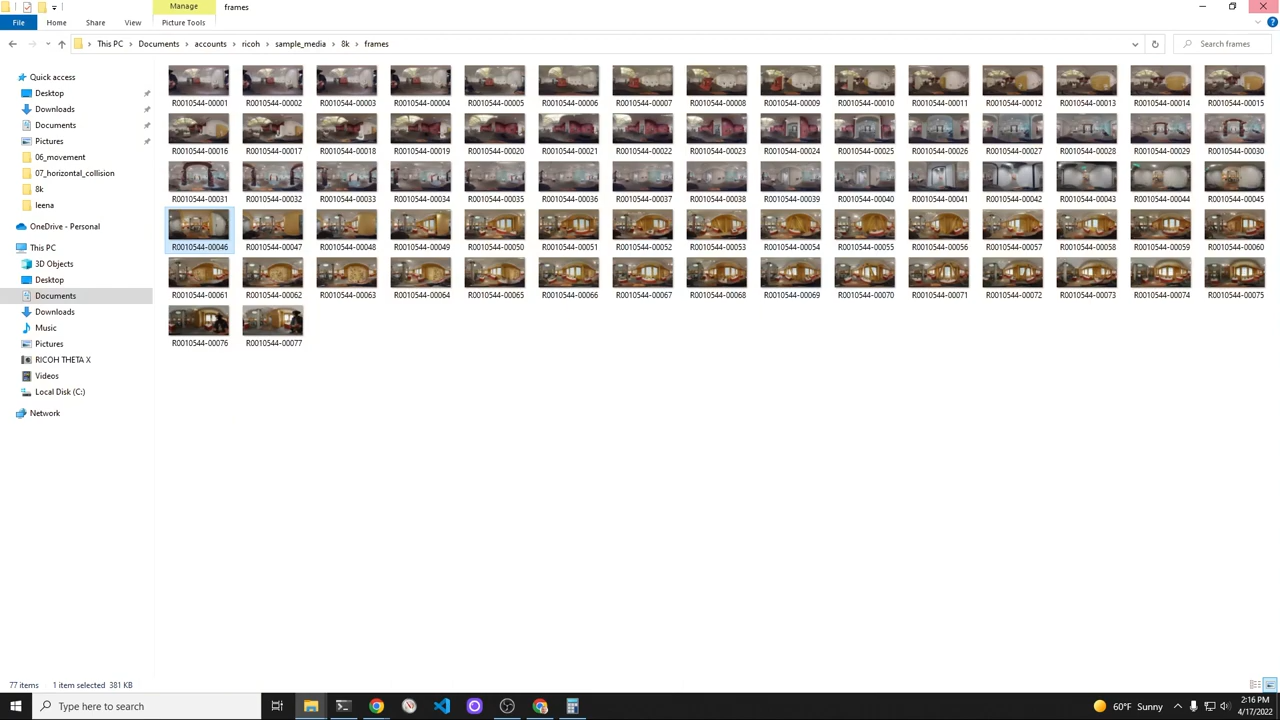 Manage
frames
File
Home
Share
View
Picture Tools
This PC
Documents
accounts
ricoh
sample_media
8k
frames
Search frames
Quick access
Desktop
Downloads
Documents
Pictures
06_movement
07_horizontal_collision
8k
leena
OneDrive - Personal
This PC
3D Objects
Desktop
Documents
Downloads
Music
Pictures
RICOH THETA X
Videos
Local Disk (C:)
Network
R0010544-00001 R0010544-00002 R0010544-00003 R0010544-00004 R0010544-00005 R0010544-00006 R0010544-00007 R0010544-00008 R0010544-00009 R0010544-00010 R0010544-00011 R0010544-00012 R0010544-00013 R0010544-00014 R0010544-00015
R0010544-00016 R0010544-00017 R0010544-00018 R0010544-00019 R0010544-00020 R0010544-00021 R0010544-00022 R0010544-00023 R0010544-00024 R0010544-00025 R0010544-00026 R0010544-00027 R0010544-00028 R0010544-00029 R0010544-00030
R0010544-00031 R0010544-00032 R0010544-00033 R0010544-00034 R0010544-00035 R0010544-00036 R0010544-00037 R0010544-00038 R0010544-00039 R0010544-00040 R0010544-00041 R0010544-00042 R0010544-00043 R0010544-00044 R0010544-00045
R0010544-00046 R0010544-00047 R0010544-00048 R0010544-00049 R0010544-00050 R0010544-00051 R0010544-00052 R0010544-00053 R0010544-00054 R0010544-00055 R0010544-00056 R0010544-00057 R0010544-00058 R0010544-00059 R0010544-00060
R0010544-00061 R0010544-00062 R0010544-00063 R0010544-00064 R0010544-00065 R0010544-00066 R0010544-00067 R0010544-00068 R0010544-00069 R0010544-00070 R0010544-00071 R0010544-00072 R0010544-00073 R0010544-00074 R0010544-00075
R0010544-00076 R0010544-00077
77 items 1 item selected 381 KB
Type here to search
60°F Sunny
2:16 PM
4/17/2022